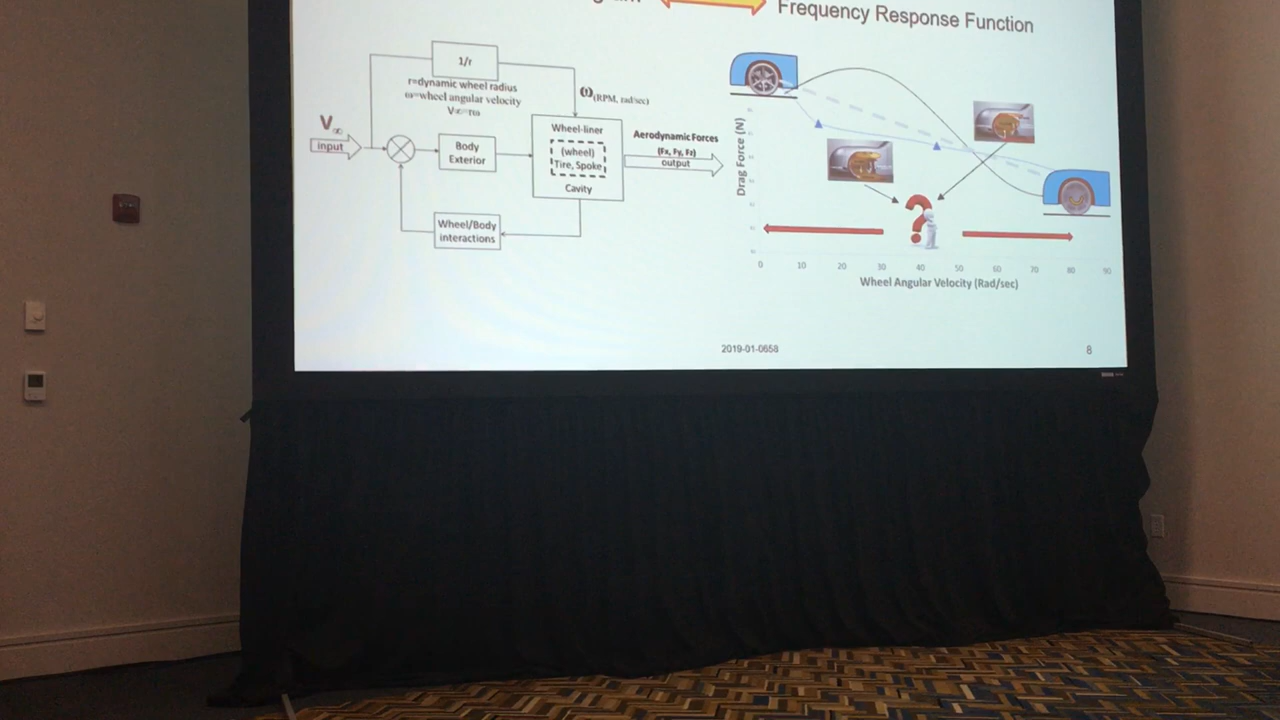 Frequency Response Function
1/r
r=dynamic wheel radius
ω=wheel angular velocity
V∞=rω
ω(RPM, rad/sec)
V∞
input
Body
Exterior
Wheel-liner
(wheel)
Tire, Spoke
Cavity
Aerodynamic Forces
(Fx, Fy, Fz)
output
Wheel/Body
interactions
Drag Force (N)
?
0 10 20 30 40 50 60 70 80 90
Wheel Angular Velocity (Rad/sec)
2019-01-0658
8